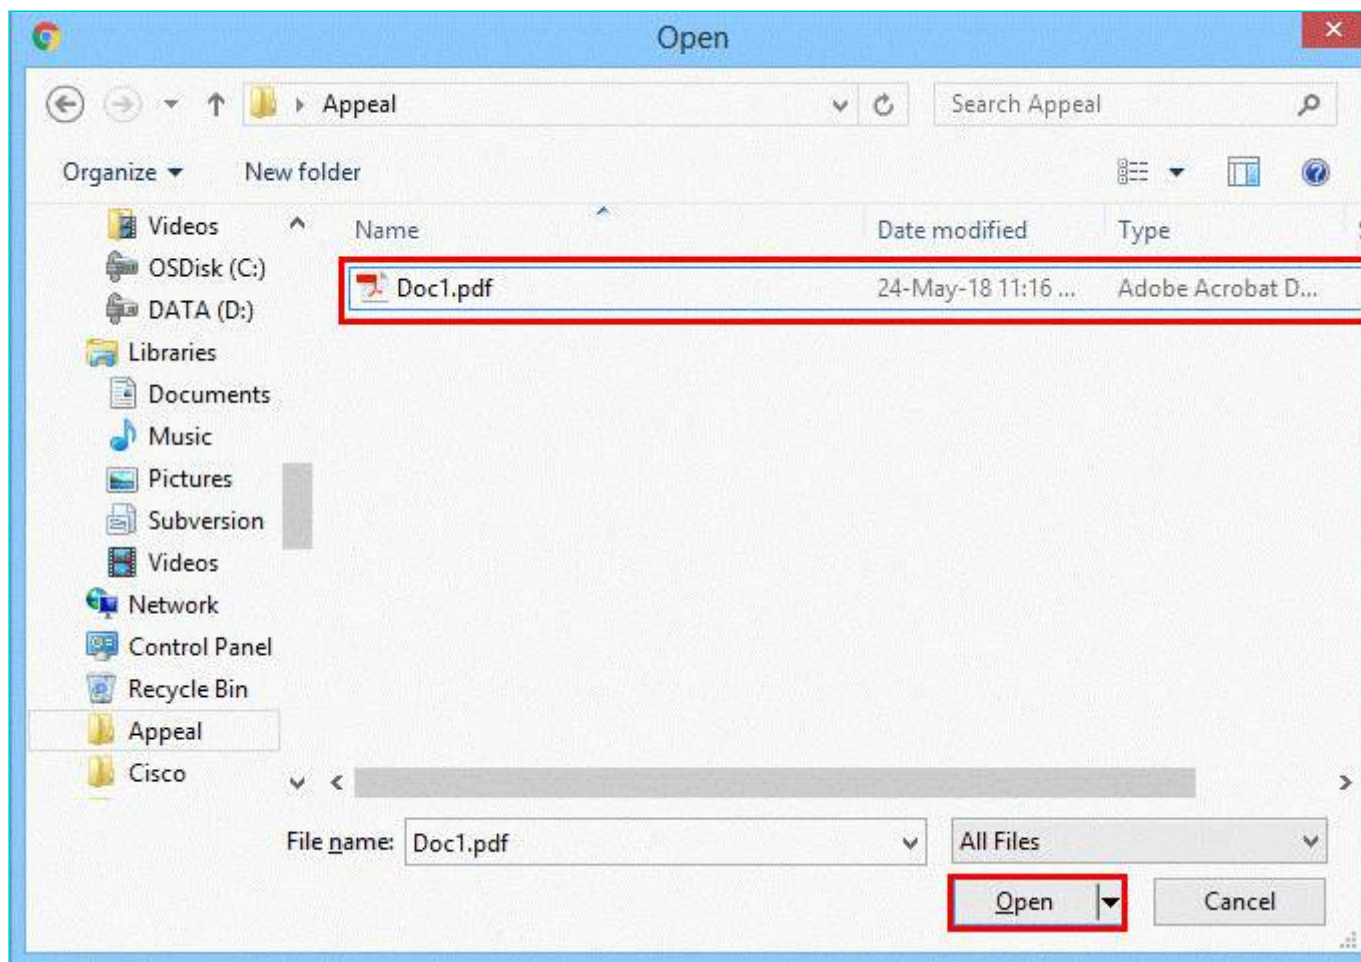 Open
Appeal
Search Appeal
Organize
New folder
Name
Date modified
Type
Videos
OSDisk (C:)
DATA (D:)
Libraries
Documents
Music
Pictures
Subversion
Videos
Network
Control Panel
Recycle Bin
Appeal
Cisco
Doc1.pdf
24-May-18 11:16 ...
Adobe Acrobat D...
File name:
Doc1.pdf
All Files
Open
Cancel